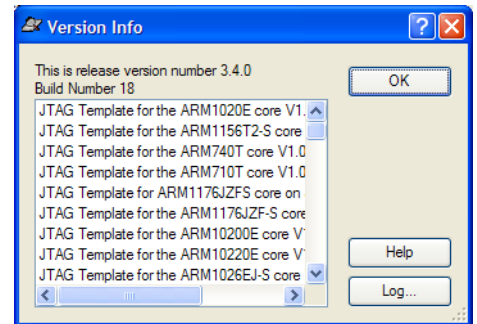 Version Info
This is release version number 3.4.0
Build Number 18
OK
JTAG Template for the ARM1020E core V1.
JTAG Template for the ARM1156T2-S core
JTAG Template for the ARM740T core V1.0
JTAG Template for the ARM710T core V1.0
JTAG Template for ARM1176JZFS core on
JTAG Template for the ARM1176JZF-S core
JTAG Template for the ARM10200E core V
JTAG Template for the ARM10220E core V
JTAG Template for the ARM1026EJ-S core
Help
Log...